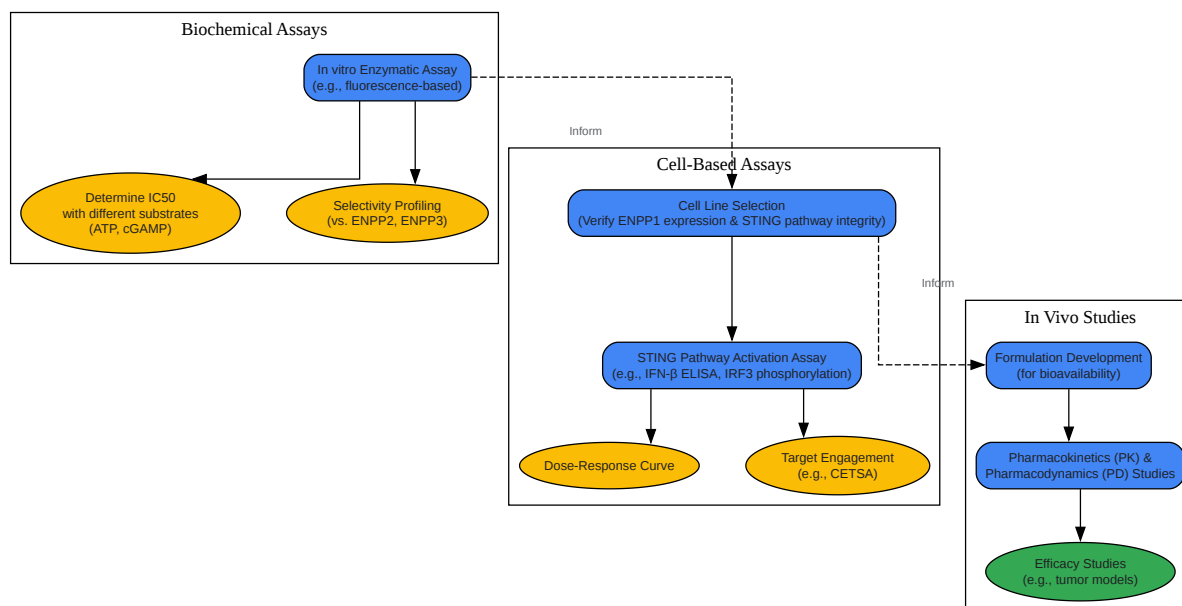 Biochemical Assays
In vitro Enzymatic Assay
(e.g., fluorescence-based)
Inform
Determine IC50
with different substrates
(ATP, cGAMP)
Selectivity Profiling
(vs. ENPP2, ENPP3)
Cell-Based Assays
Cell Line Selection
(Verify ENPP1 expression & STING pathway integrity)
Inform
STING Pathway Activation Assay
(e.g., IFN-β ELISA, IRF3 phosphorylation)
Dose-Response Curve
Target Engagement
(e.g., CETSA)
In Vivo Studies
Formulation Development
(for bioavailability)
Pharmacokinetics (PK) &
Pharmacodynamics (PD) Studies
Efficacy Studies
(e.g., tumor models)